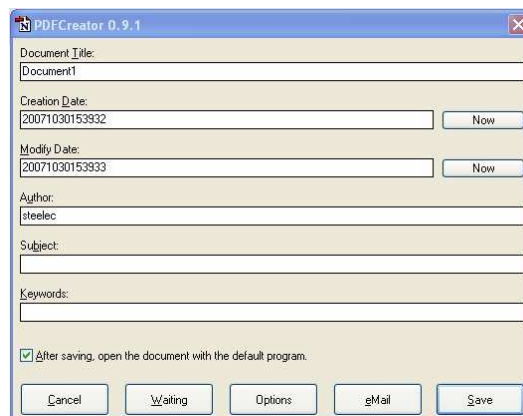 PDFCreator 0.9.1
Document Title:
Document1
Creation Date:
20071030153932
Now
Modify Date:
20071030153933
Now
Author:
steelec
Subject:
Keywords:
After saving, open the document with the default program.
Cancel Waiting Options eMail Save